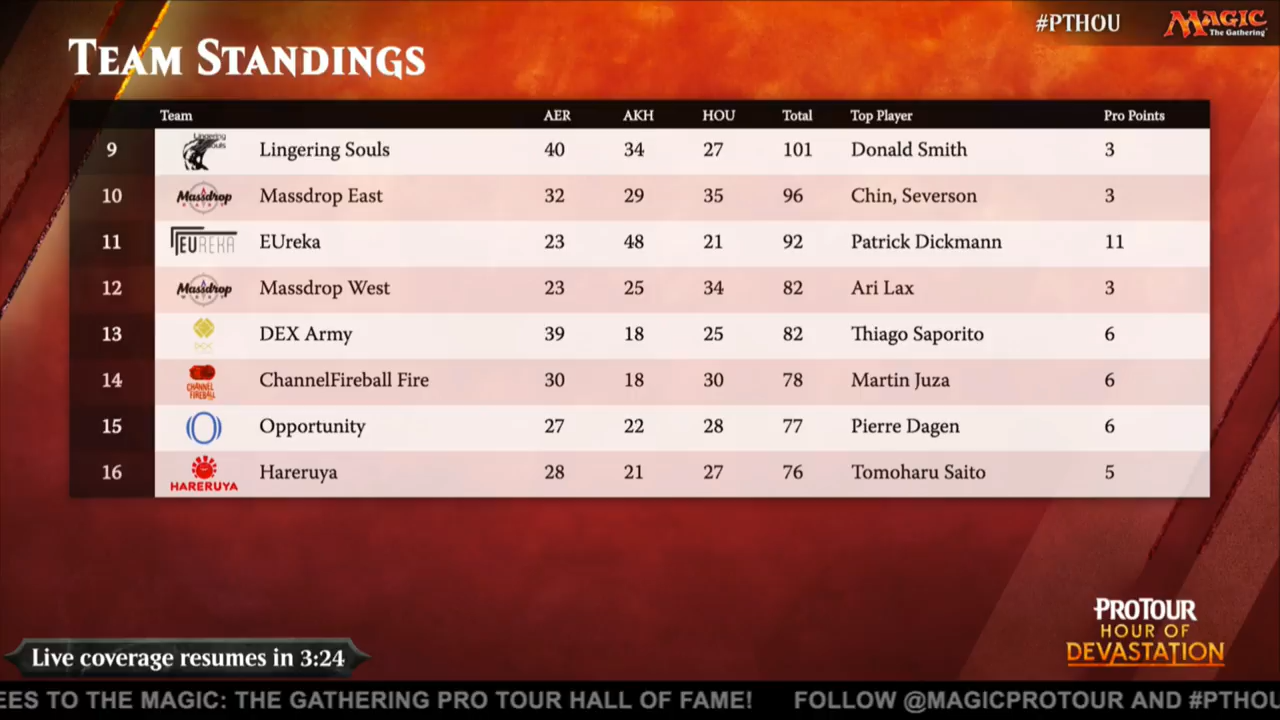 #PTHOU
MAGIC
The Gathering®
TEAM STANDINGS
Team AER AKH HOU Total Top Player Pro Points
9 Lingering Souls Lingering Souls 40 34 27 101 Donald Smith 3
10 Massdrop Massdrop East 32 29 35 96 Chin, Severson 3
11 EUREKA EUreka 23 48 21 92 Patrick Dickmann 11
12 Massdrop Massdrop West 23 25 34 82 Ari Lax 3
13 DEX Army 39 18 25 82 Thiago Saporito 6
14 CHANNEL FIREBALL ChannelFireball Fire 30 18 30 78 Martin Juza 6
15 Opportunity 27 22 28 77 Pierre Dagen 6
16 HARERUYA Hareruya 28 21 27 76 Tomoharu Saito 5
PROTOUR
HOUR OF
DEVASTATION
Live coverage resumes in 3:24
EES TO THE MAGIC: THE GATHERING PRO TOUR HALL OF FAME! FOLLOW @MAGICPROTOUR AND #PTHOU